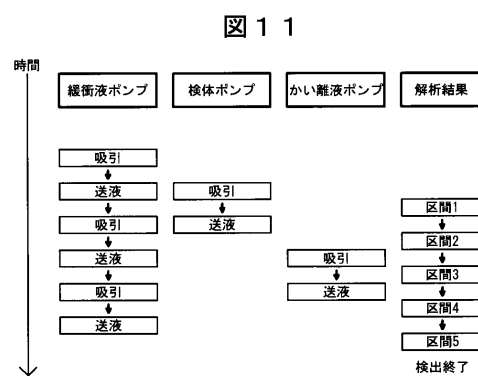 図11
時間
緩衝液ポンプ
検体ポンプ
かい離液ポンプ
解析結果
吸引
送液
吸引
区間1
吸引
送液
区間2
送液
吸引
区間3
吸引
送液
区間4
送液
区間5
検出終了